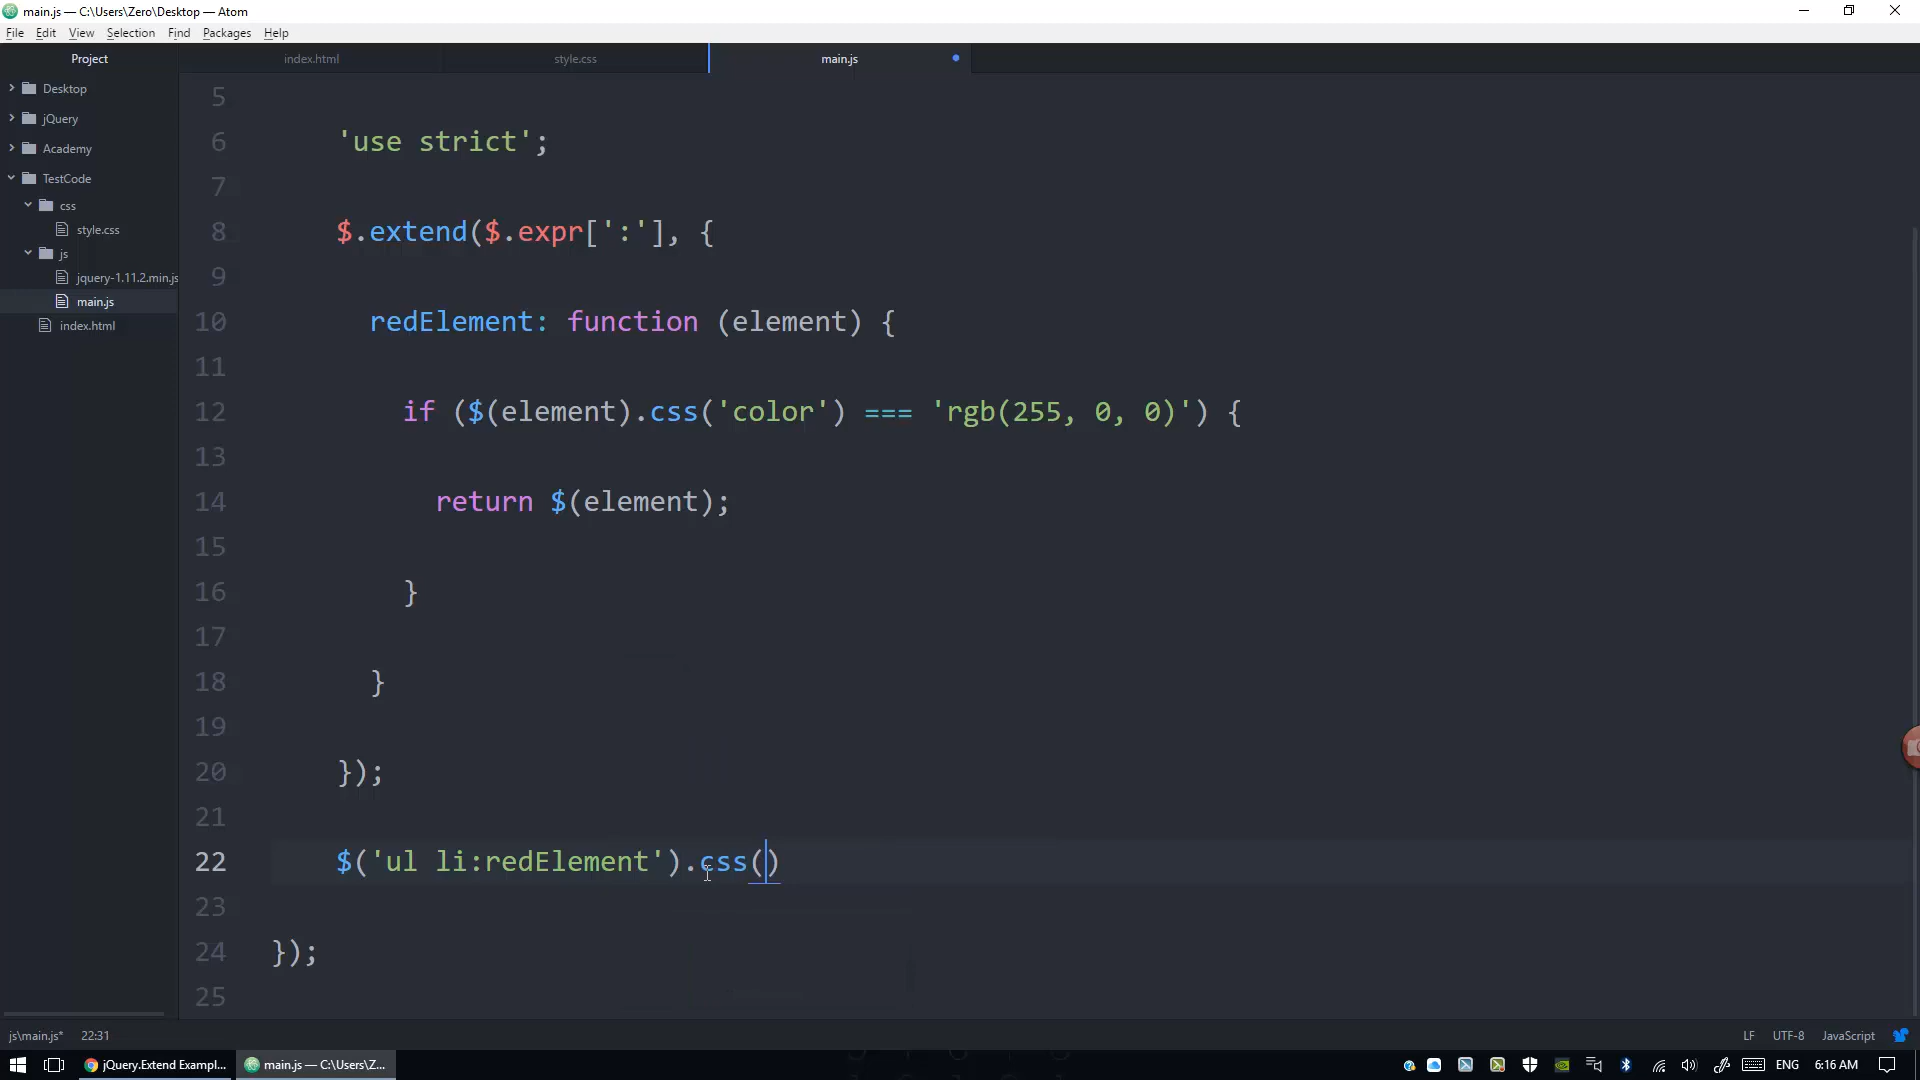 main.js — C:\Users\Zero\Desktop — Atom
File Edit View Selection Find Packages Help
Project
index.html
style.css
main.js
Desktop
jQuery
Academy
TestCode
css
style.css
js
jquery-1.11.2.min.js
main.js
index.html
5
6 'use strict';
7
8 $.extend($.expr[':'], {
9
10 redElement: function (element) {
11
12 if ($(element).css('color') === 'rgb(255, 0, 0)') {
13
14 return $(element);
15
16 }
17
18 }
19
20 });
21
22 $('ul li:redElement').css()
23
24 });
25
js\main.js* 22:31
LF UTF-8 JavaScript
jQuery.Extend Exampl...
main.js — C:\Users\Z...
ENG 6:16 AM